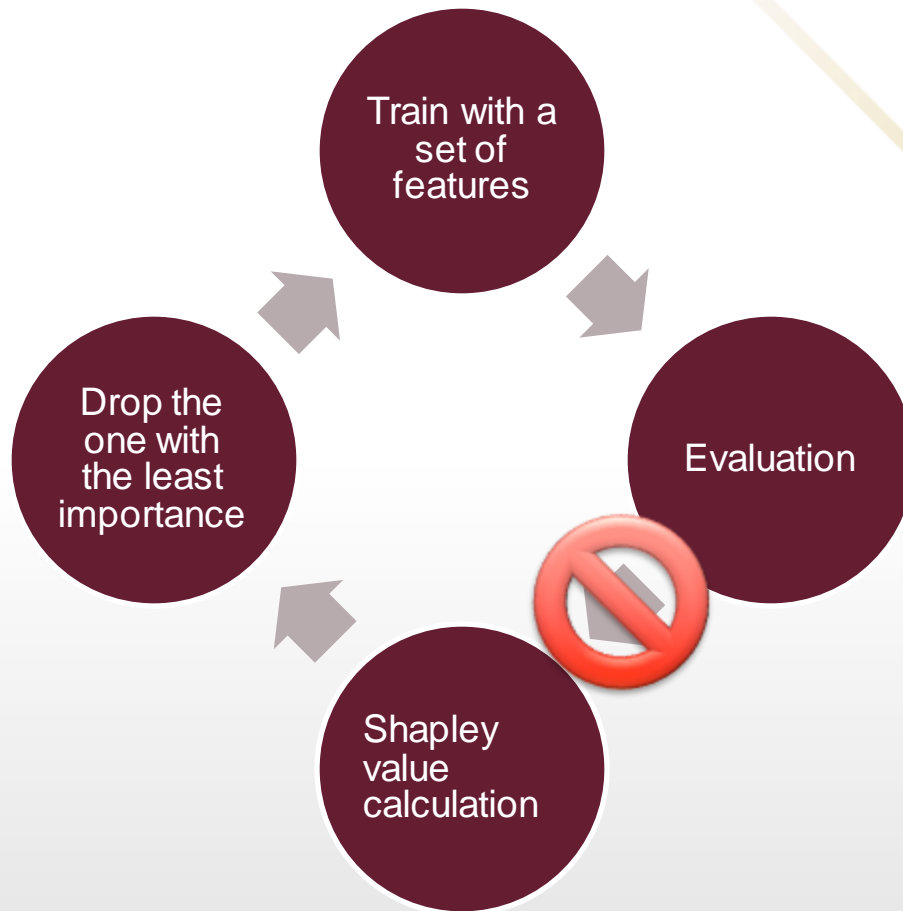 Train with a
set of
features
Evaluation
Shapley
value
calculation
Drop the
one with
the least
importance